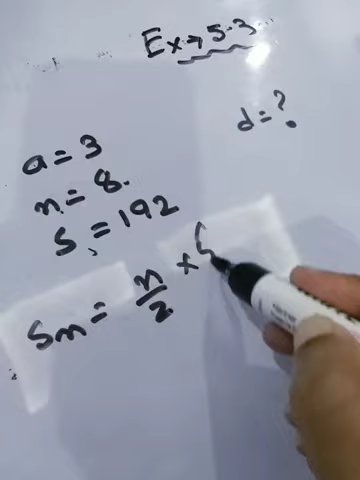 Ex → 5.3
d = ?
a = 3
n = 8.
S, = 192
Sn = n/2 × (